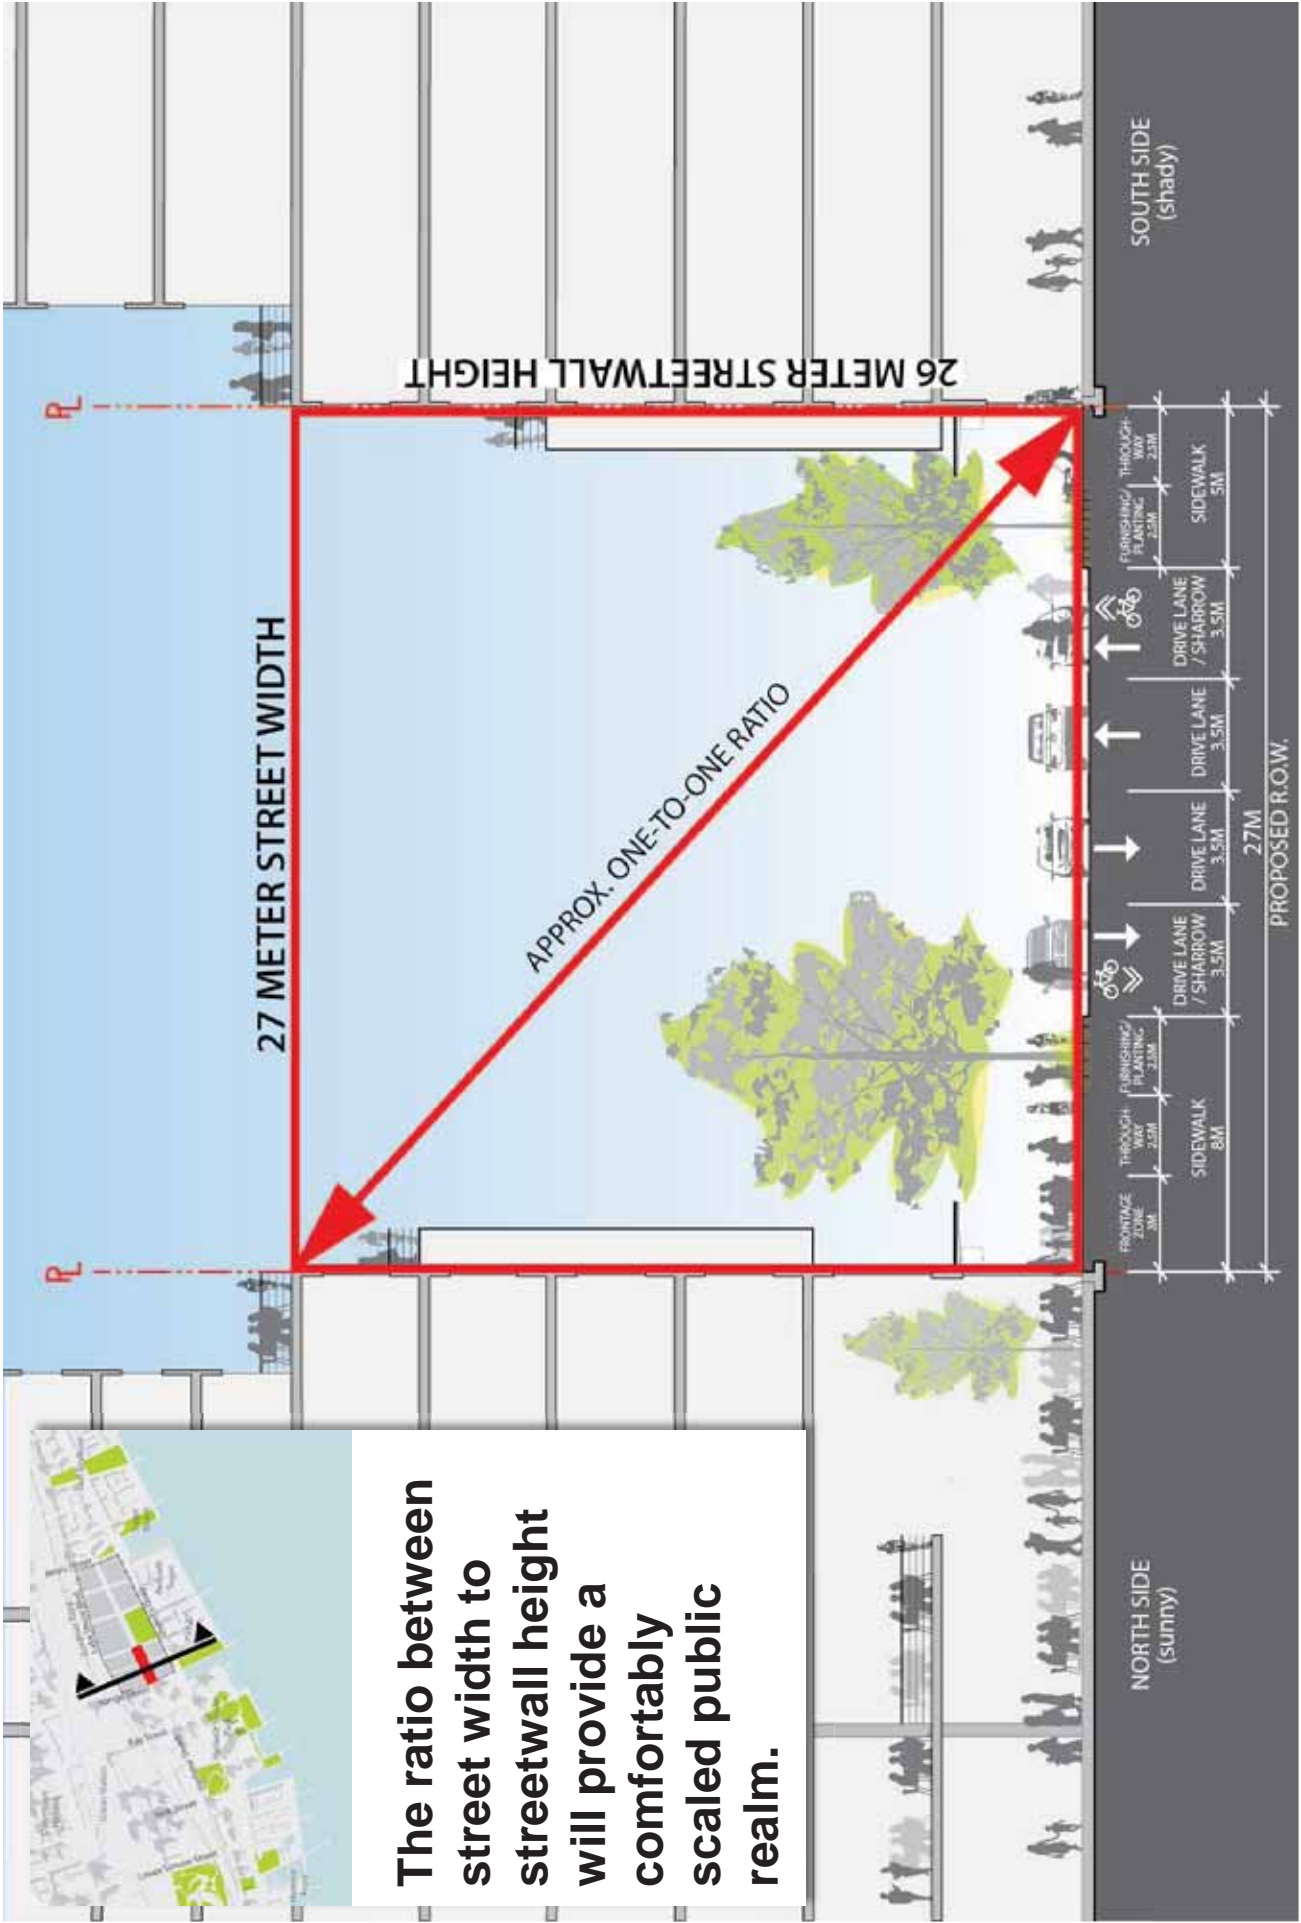 The ratio between
street width to
streetwall height
will provide a
comfortably
scaled public
realm.
PL
PL
27 METER STREET WIDTH
26 METER STREETWALL HEIGHT
APPROX. ONE-TO-ONE RATIO
NORTH SIDE
(sunny)
FRONTAGE
ZONE
3M
THROUGH-
WAY
2.5M
FURNISHING/
PLANTING
2.5M
SIDEWALK
8M
DRIVE LANE
/ SHARROW
3.5M
DRIVE LANE
3.5M
DRIVE LANE
3.5M
DRIVE LANE
/ SHARROW
3.5M
FURNISHING/
PLANTING
2.5M
THROUGH-
WAY
2.5M
SIDEWALK
5M
27M
PROPOSED R.O.W.
SOUTH SIDE
(shady)